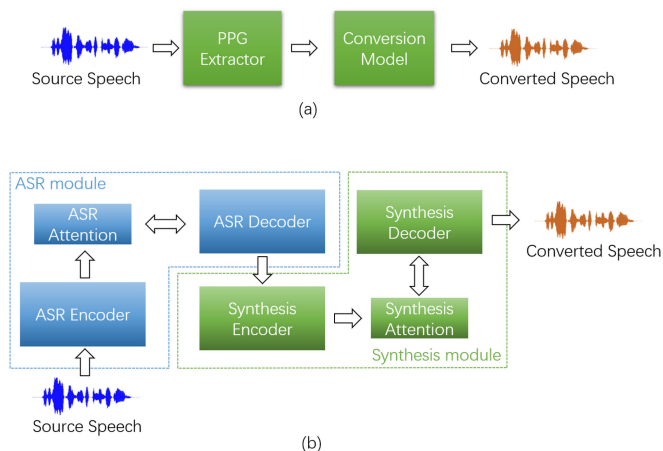 PPG
Extractor
Conversion
Model
Source Speech
Converted Speech
(a)
ASR module
ASR
Attention
ASR Decoder
Synthesis
Decoder
Converted Speech
ASR Encoder
Synthesis
Encoder
Synthesis
Attention
Synthesis module
Source Speech
(b)